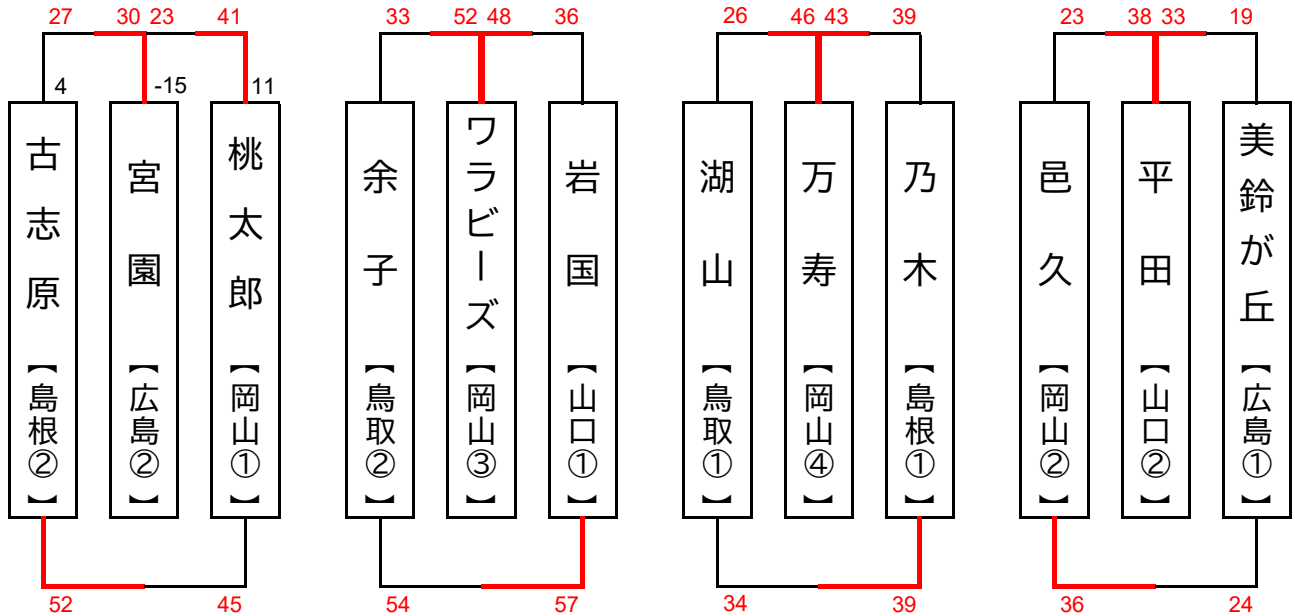 27 30 23 41 33 52 48 36 26 46 43 39 23 38 33 19
4 -15 11
古志原【島根②】
宮園【広島②】
桃太郎【岡山①】
余子【鳥取②】
ワラビーズ【岡山③】
岩国【山口①】
湖山【鳥取①】
万寿【岡山④】
乃木【島根①】
邑久【岡山②】
平田【山口②】
美鈴が丘【広島①】
52 45 54 57 34 39 36 24